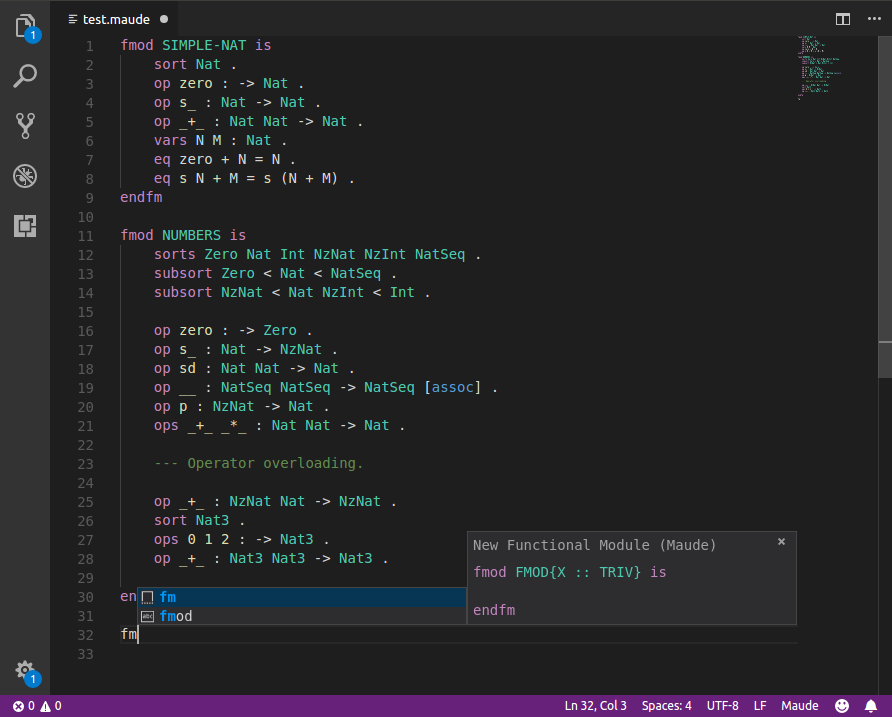 test.maude
1
1 fmod SIMPLE-NAT is
2 sort Nat .
3 op zero : -> Nat .
4 op s_ : Nat -> Nat .
5 op _+_ : Nat Nat -> Nat .
6 vars N M : Nat .
7 eq zero + N = N .
8 eq s N + M = s (N + M) .
9 endfm
10
11 fmod NUMBERS is
12 sorts Zero Nat Int NzNat NzInt NatSeq .
13 subsort Zero < Nat < NatSeq .
14 subsort NzNat < Nat NzInt < Int .
15
16 op zero : -> Zero .
17 op s_ : Nat -> NzNat .
18 op sd : Nat Nat -> Nat .
19 op __ : NatSeq NatSeq -> NatSeq [assoc] .
20 op p : NzNat -> Nat .
21 ops _+_ _*_ : Nat Nat -> Nat .
22
23 --- Operator overloading.
24
25 op _+_ : NzNat Nat -> NzNat .
26 sort Nat3 .
27 ops 0 1 2 : -> Nat3 .
28 op _+_ : Nat3 Nat3 -> Nat3 .
29
30 en
31
32 fm
33
fm
abc fmod
New Functional Module (Maude) ×
fmod FMOD{X :: TRIV} is
endfm
1
0 0 Ln 32, Col 3 Spaces: 4 UTF-8 LF Maude